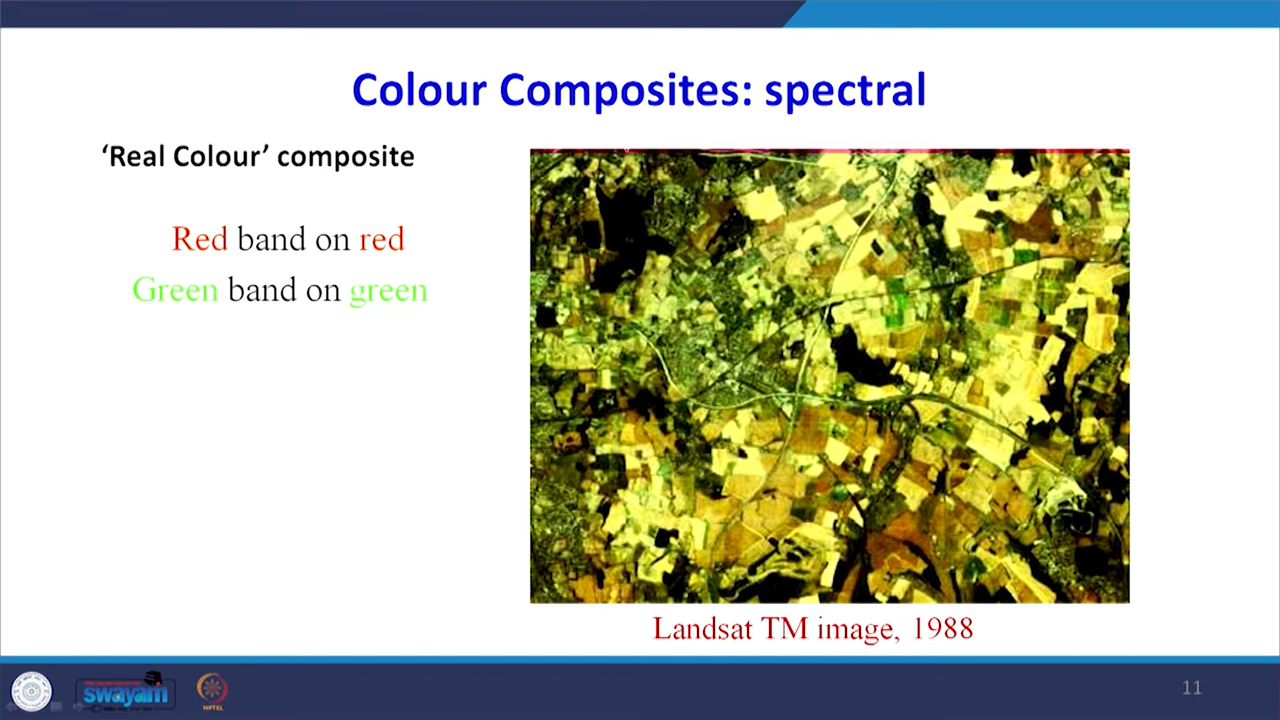 Colour Composites: spectral
‘Real Colour’ composite
Red band on red
Green band on green
Landsat TM image, 1988
swayam
NPTEL
11